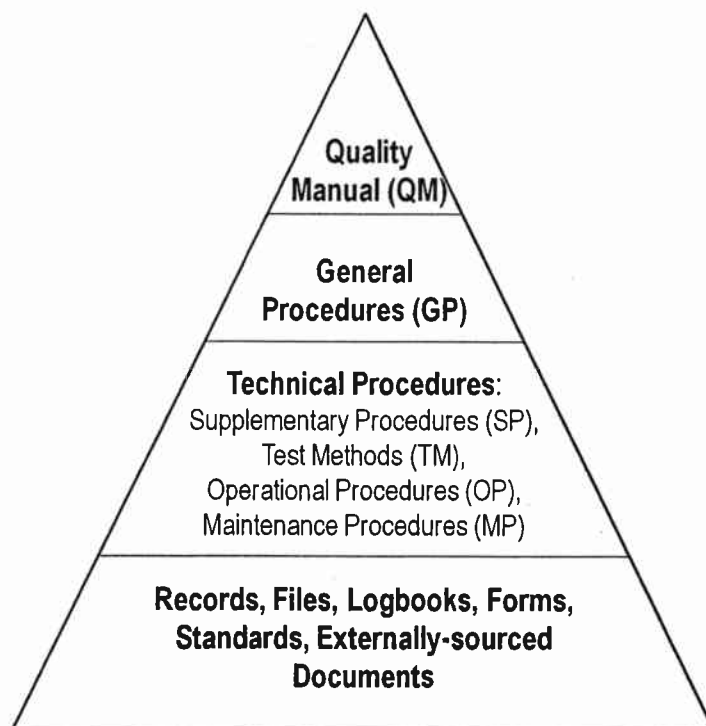 Quality
Manual (QM)
General
Procedures (GP)
Technical Procedures:
Supplementary Procedures (SP),
Test Methods (TM),
Operational Procedures (OP),
Maintenance Procedures (MP)
Records, Files, Logbooks, Forms,
Standards, Externally-sourced
Documents